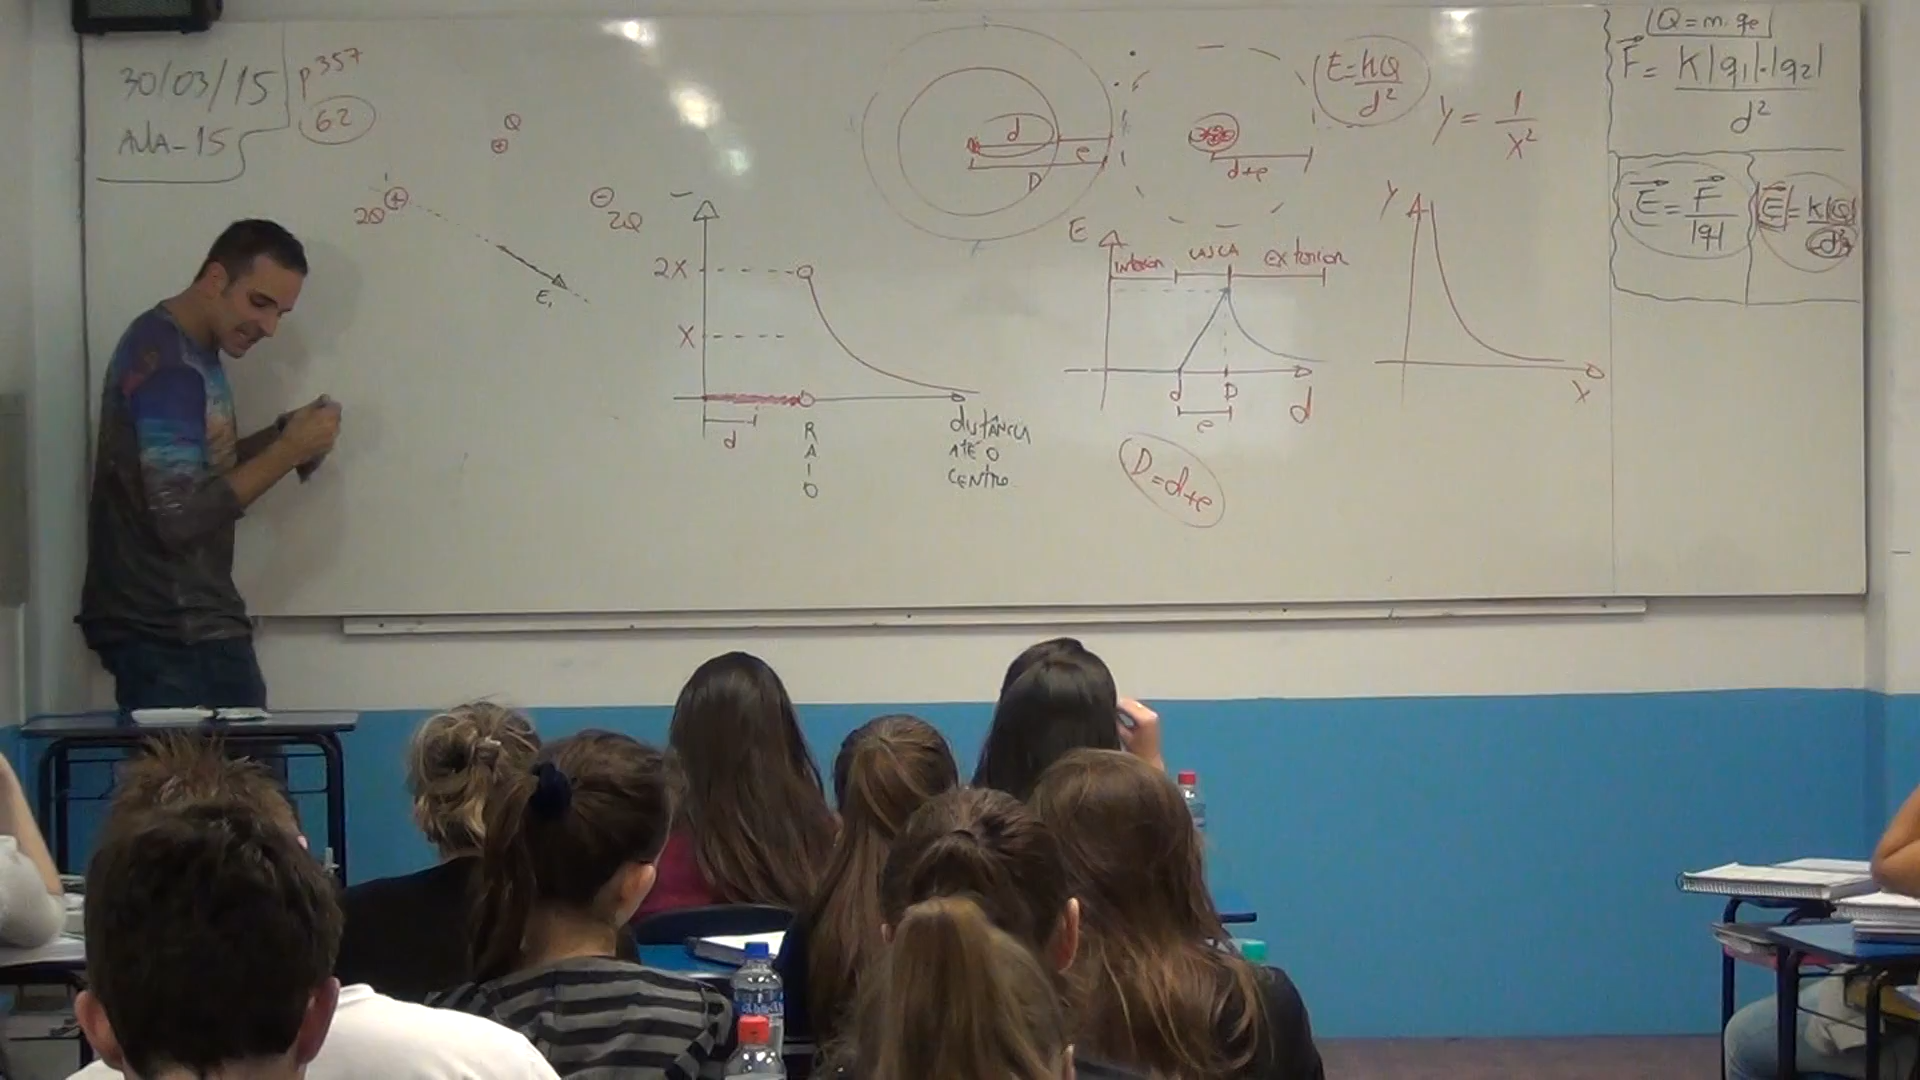 30/03/15
AULA-15
p357
62
Q
+
2Q +
-
2Q
E₁
2X
X
d
RAIO
distância
ATÉ O
CENTRO
d
e
D
d+e
E=KQ/d²
Y = 1/X²
E
interior
CASCA
exterior
d
D
e
d
D=d+e
Y
X
Q=m.qe
F = K|q1|.|q2|/d²
E = F/|q|
|E| = K|Q|/d²